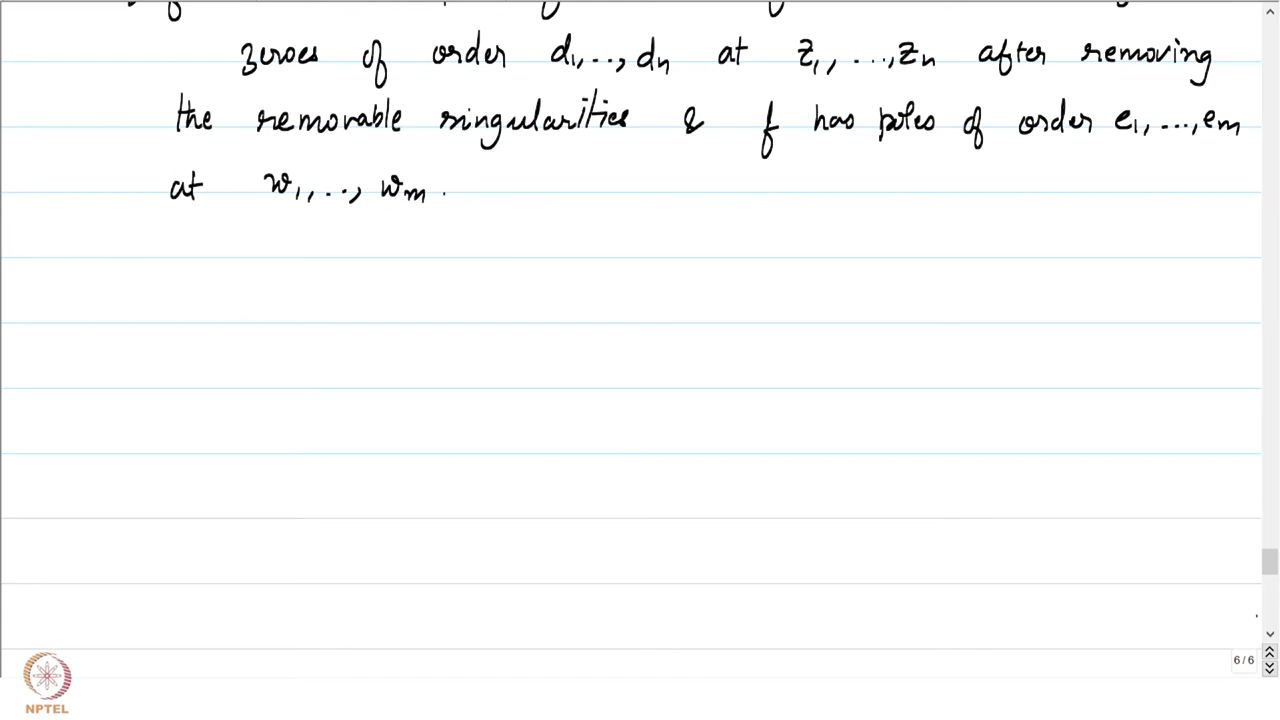 zeroes of order d₁,..,dₙ at z₁,...,zₙ after removing
the removable singularities & f has poles of order e₁,...,eₘ
at w₁,..,wₘ.
6 / 6
NPTEL